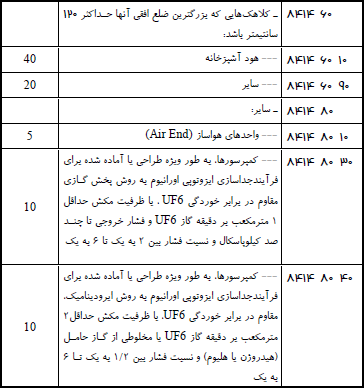 ۸۴۱۴ ۶۰ ـ کلاهک‌هایی که بزرگترین ضلع افقی آنها حداکثر ۱۲۰
سانتیمتر باشد:
۸۴۱۴ ۶۰ ۱۰ --- هود آشپزخانه 40
۸۴۱۴ ۶۰ ۹۰ --- سایر 20
۸۴۱۴ ۸۰ ـ سایر:
۸۴۱۴ ۸۰ ۱۰ --- واحدهای هواساز (Air End) 5
۸۴۱۴ ۸۰ ۳۰ --- کمپرسورها، به طور ویژه طراحی یا آماده شده برای
فرآیندجداسازی ایزوتوپی اورانیوم به روش پخش گازی
مقاوم در برابر خوردگی UF6 ، با ظرفیت مکش حداقل
۱ مترمکعب بر دقیقه گاز UF6 و فشار خروجی تا چند
صد کیلوپاسکال و نسبت فشار بین ۲ به یک تا ۶ به یک
10
۸۴۱۴ ۸۰ ۴۰ --- کمپرسورها، به طور ویژه طراحی یا آماده شده برای
فرآیندجداسازی ایزوتوپی اورانیوم به روش ایرودینامیک،
مقاوم در برابر خوردگی UF6، با ظرفیت مکش حداقل۲
مترمکعب بر دقیقه گاز UF6 یا مخلوطی از گاز حامل
(هیدروژن یا هلیوم) و نسبت فشار بین ۱/۲ به یک تا ۶
به یک
10